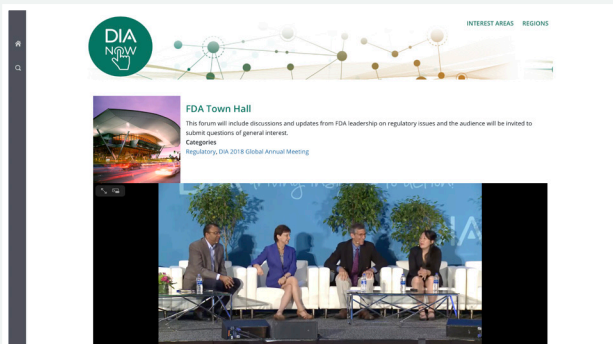 DIA
NOW
INTEREST AREAS REGIONS
FDA Town Hall
This forum will include discussions and updates from FDA leadership on regulatory issues and the audience will be invited to
submit questions of general interest.
Categories
Regulatory, DIA 2018 Global Annual Meeting